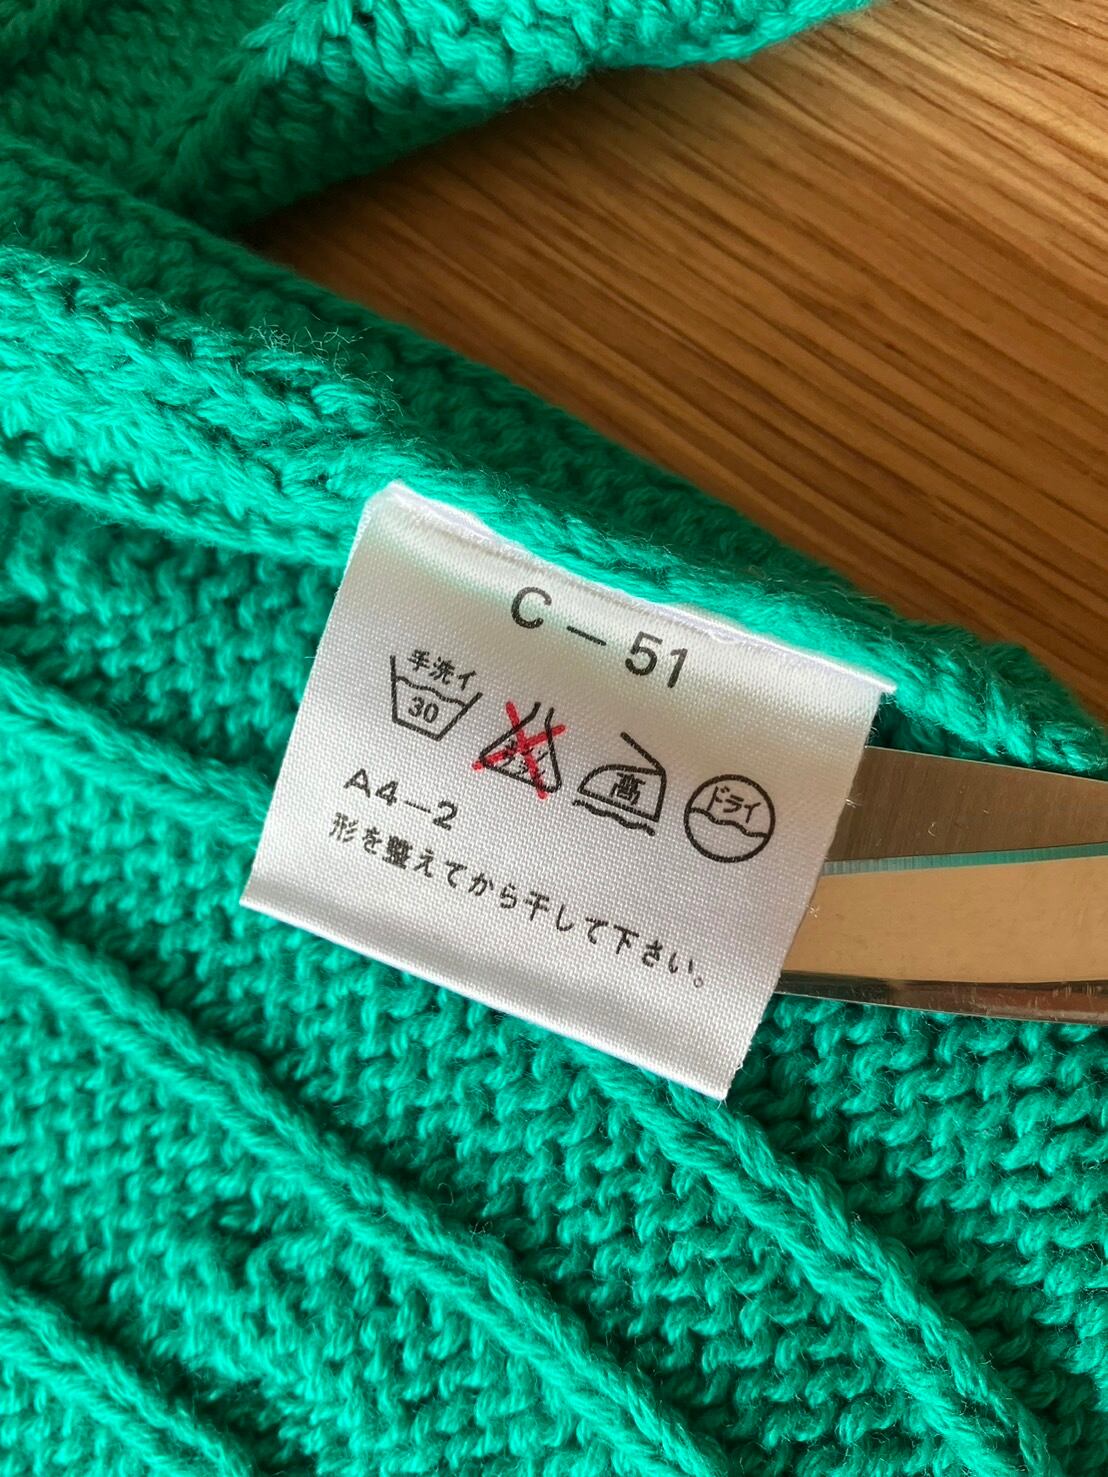 C-51
手洗イ
30
高
ドライ
A4-2
形を整えてから干して下さい。